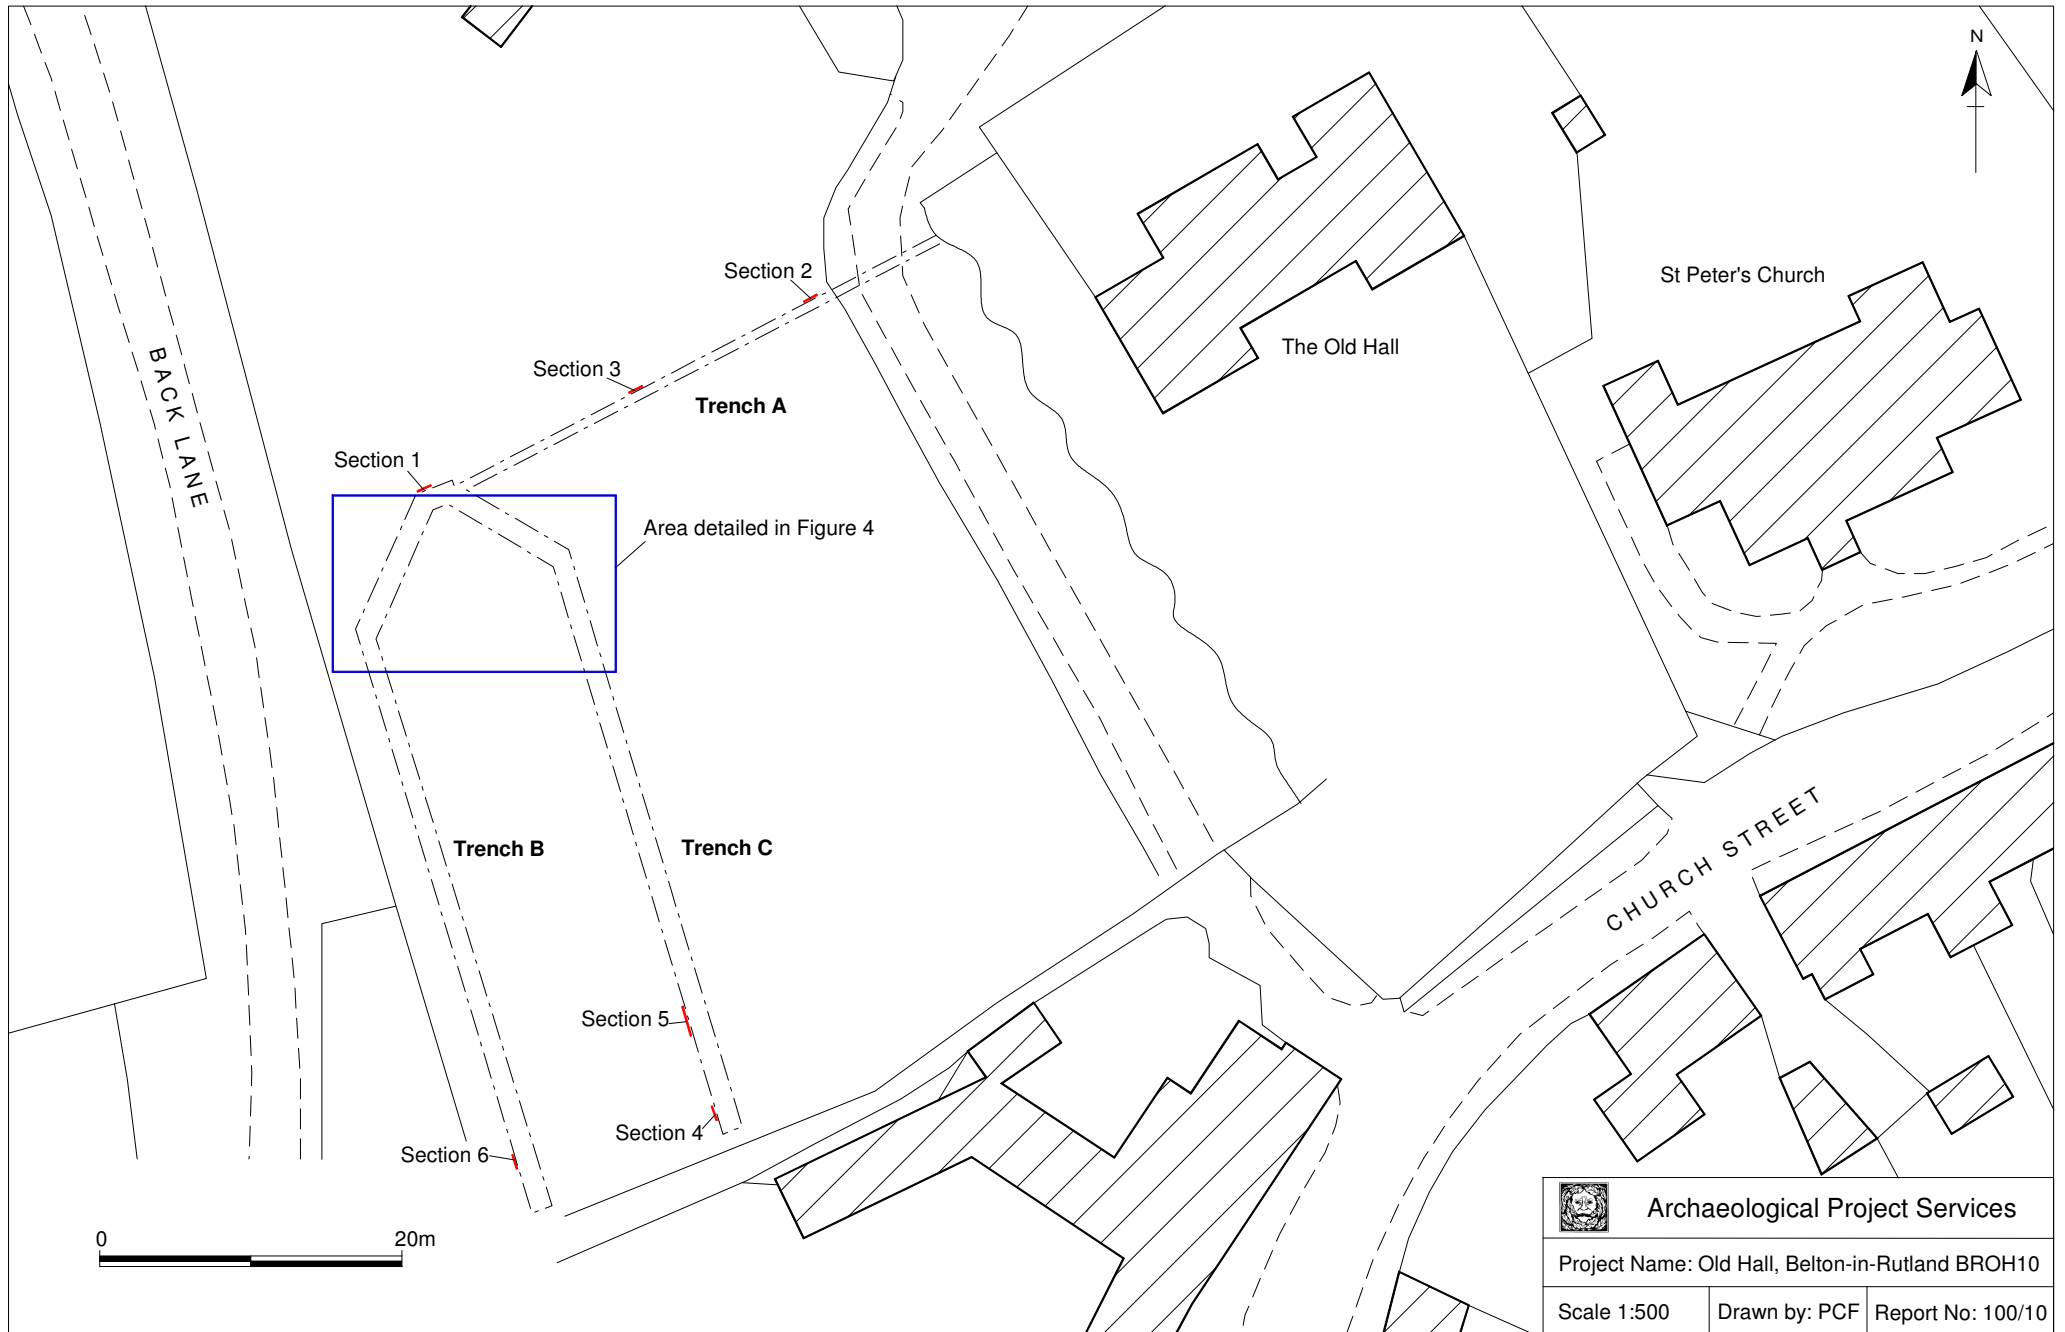 N
Section 2
St Peter's Church
The Old Hall
BACK LANE
Section 3
Trench A
Section 1
Area detailed in Figure 4
Trench B
Trench C
CHURCH STREET
Section 5
Section 4
Section 6
0 20m
Archaeological Project Services
Project Name: Old Hall, Belton-in-Rutland BROH10
Scale 1:500 Drawn by: PCF Report No: 100/10